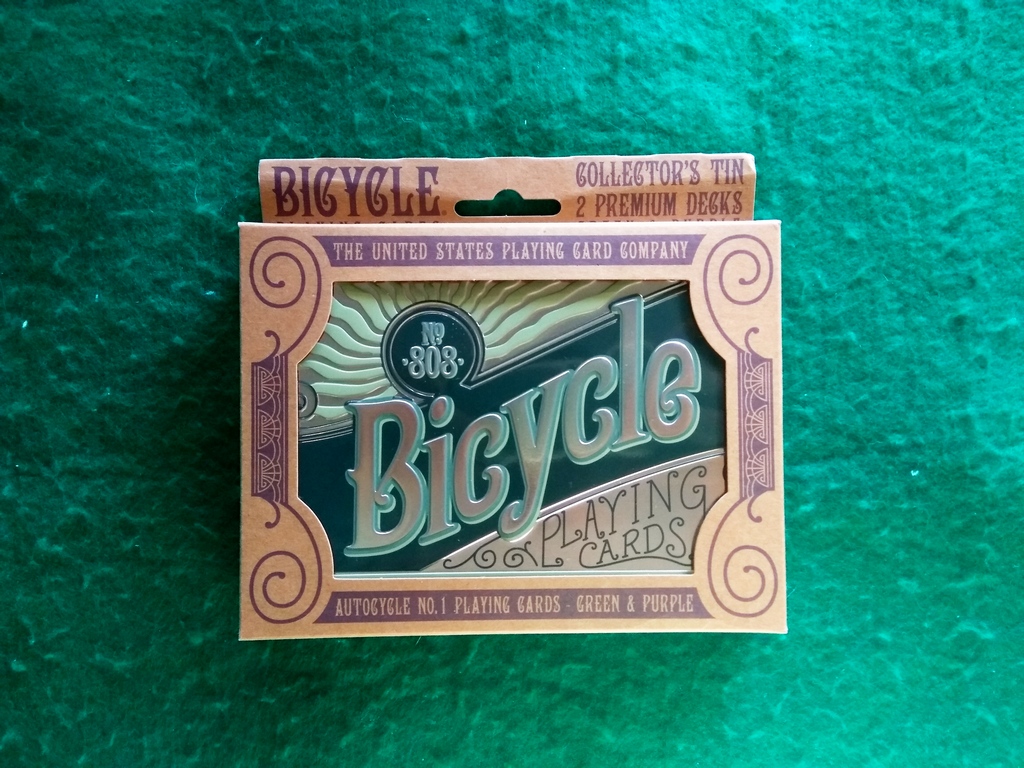 BICYCLE
COLLECTOR'S TIN
2 PREMIUM DECKS
THE UNITED STATES PLAYING CARD COMPANY
No
808
Bicycle
PLAYING
CARDS
AUTOCYCLE NO.1 PLAYING CARDS - GREEN & PURPLE